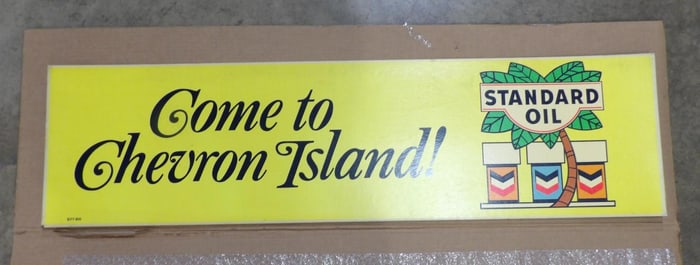 Come to
Chevron Island!
STANDARD
OIL